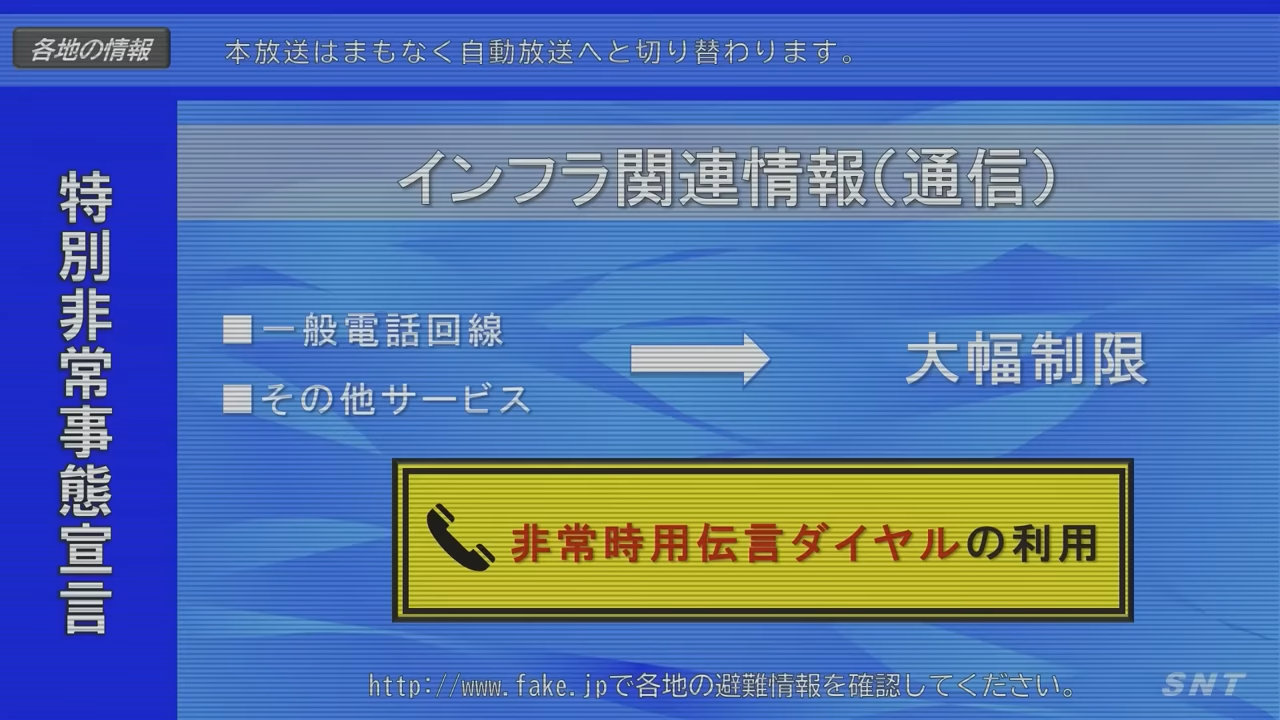 各地の情報
本放送はまもなく自動放送へと切り替わります。
特別非常事態宣言
インフラ関連情報（通信）
■一般電話回線
■その他サービス
大幅制限
非常時用伝言ダイヤルの利用
http://www.fake.jpで各地の避難情報を確認してください。
SNT